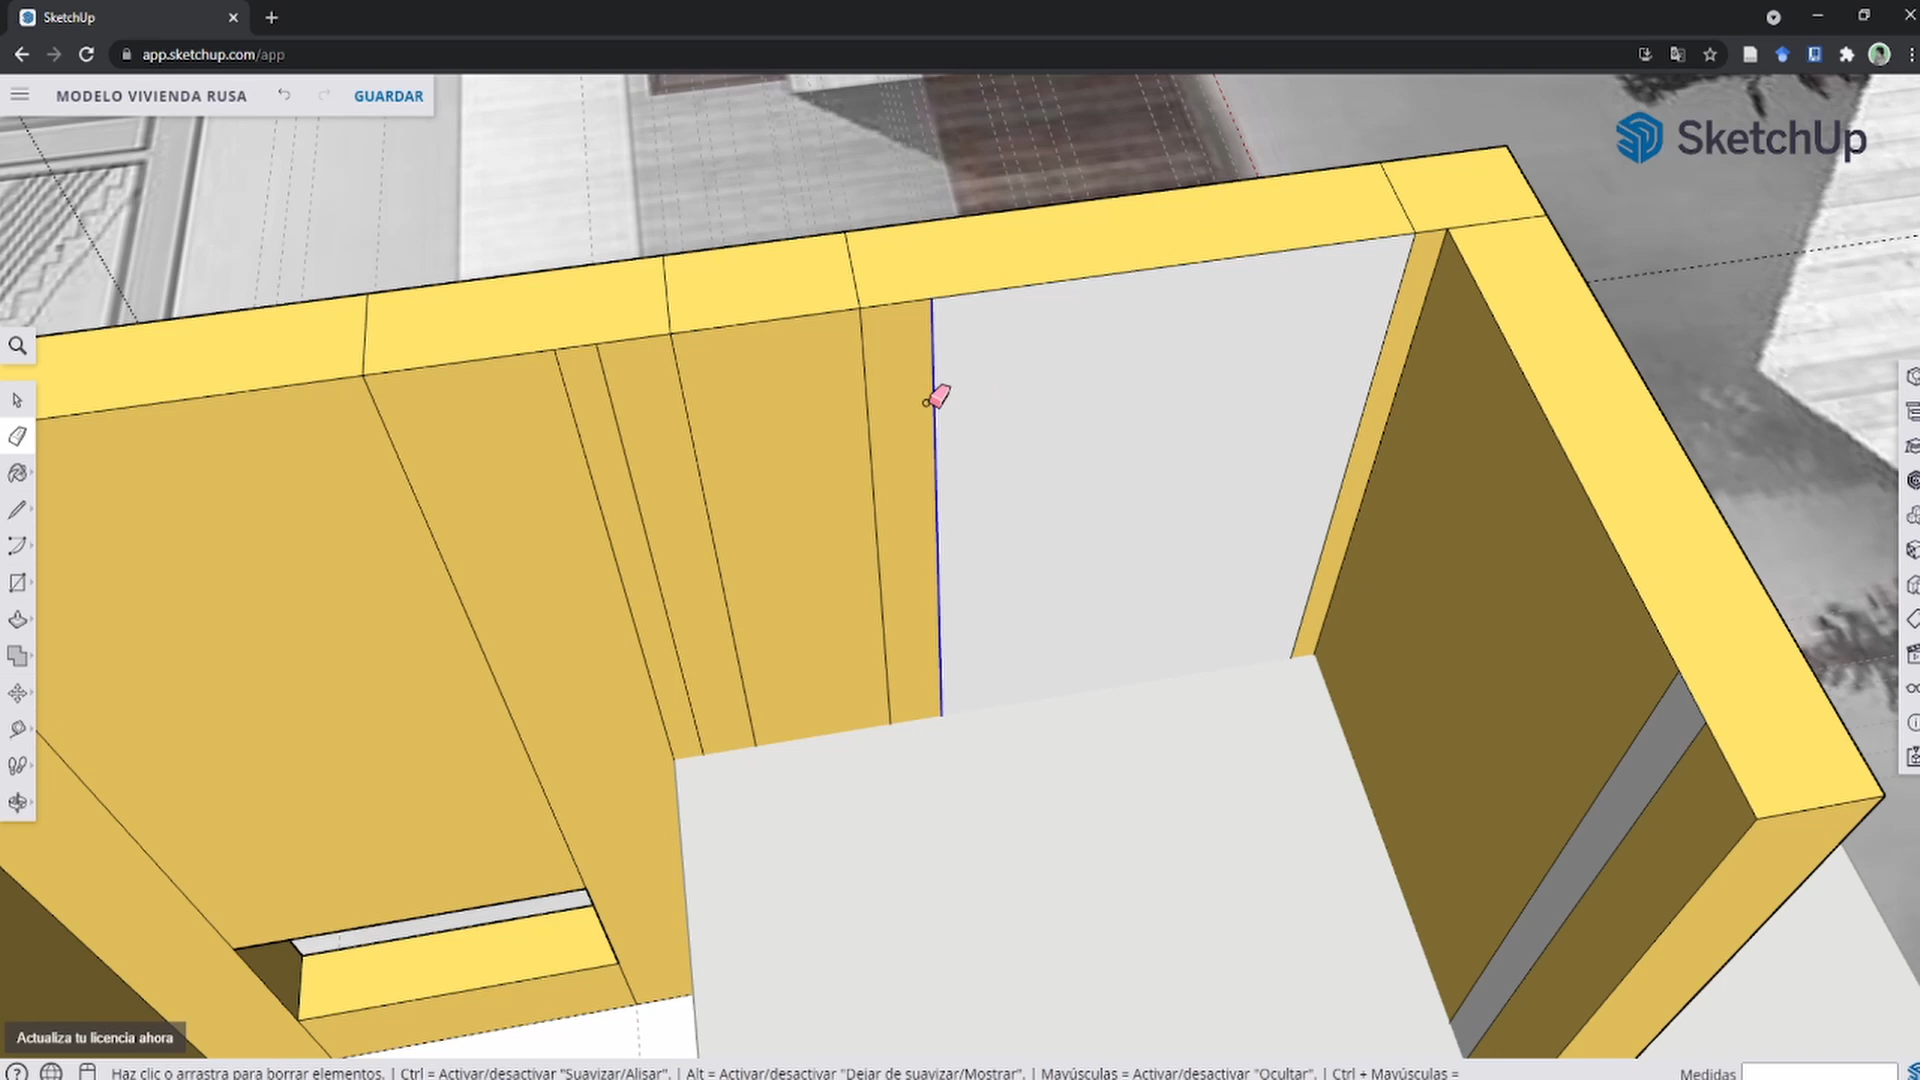 SketchUp
app.sketchup.com/app
MODELO VIVIENDA RUSA
GUARDAR
SketchUp
Actualiza tu licencia ahora
Haz clic o arrastra para borrar elementos. | Ctrl = Activar/desactivar "Suavizar/Alisar". | Alt = Activar/desactivar "Dejar de suavizar/Mostrar". | Mayúsculas = Activar/desactivar "Ocultar". | Ctrl + Mayúsculas =
Medidas